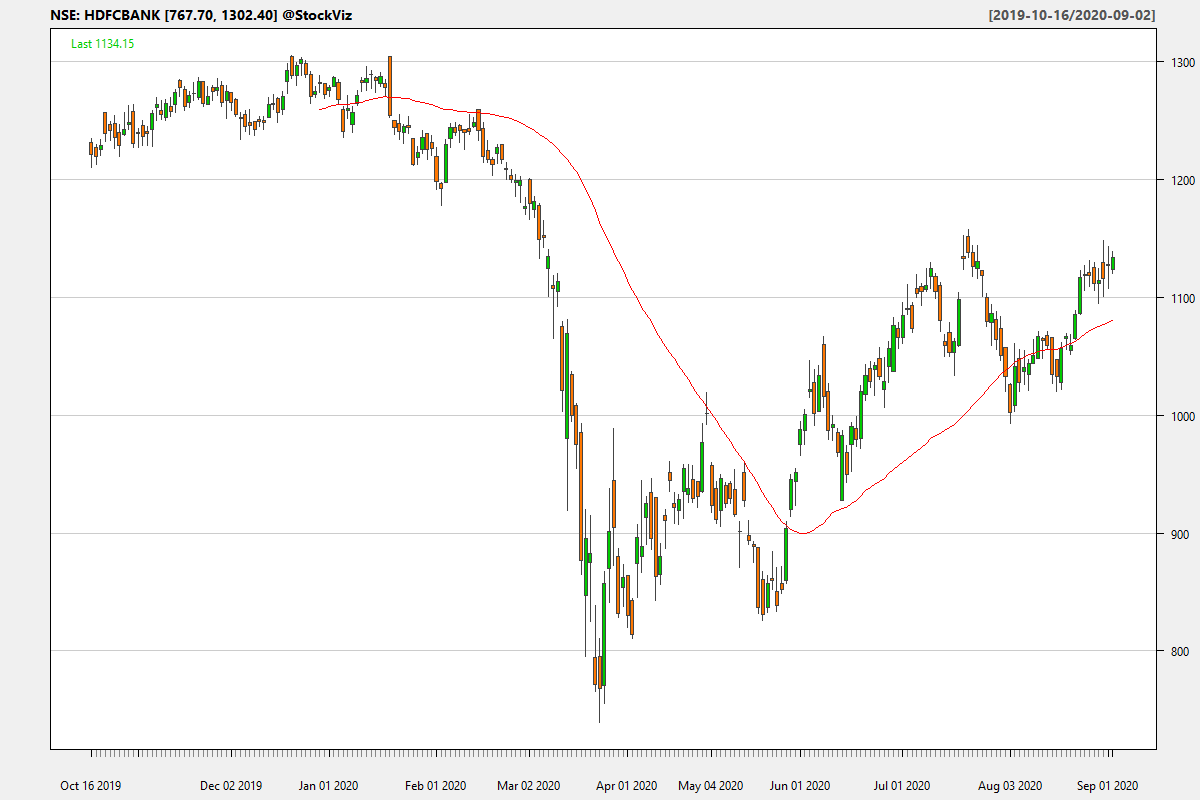 NSE: HDFCBANK [767.70, 1302.40] @StockViz
[2019-10-16/2020-09-02]
Last 1134.15
1300
1200
1100
1000
900
800
Oct 16 2019
Dec 02 2019
Jan 01 2020
Feb 01 2020
Mar 02 2020
Apr 01 2020
May 04 2020
Jun 01 2020
Jul 01 2020
Aug 03 2020
Sep 01 2020